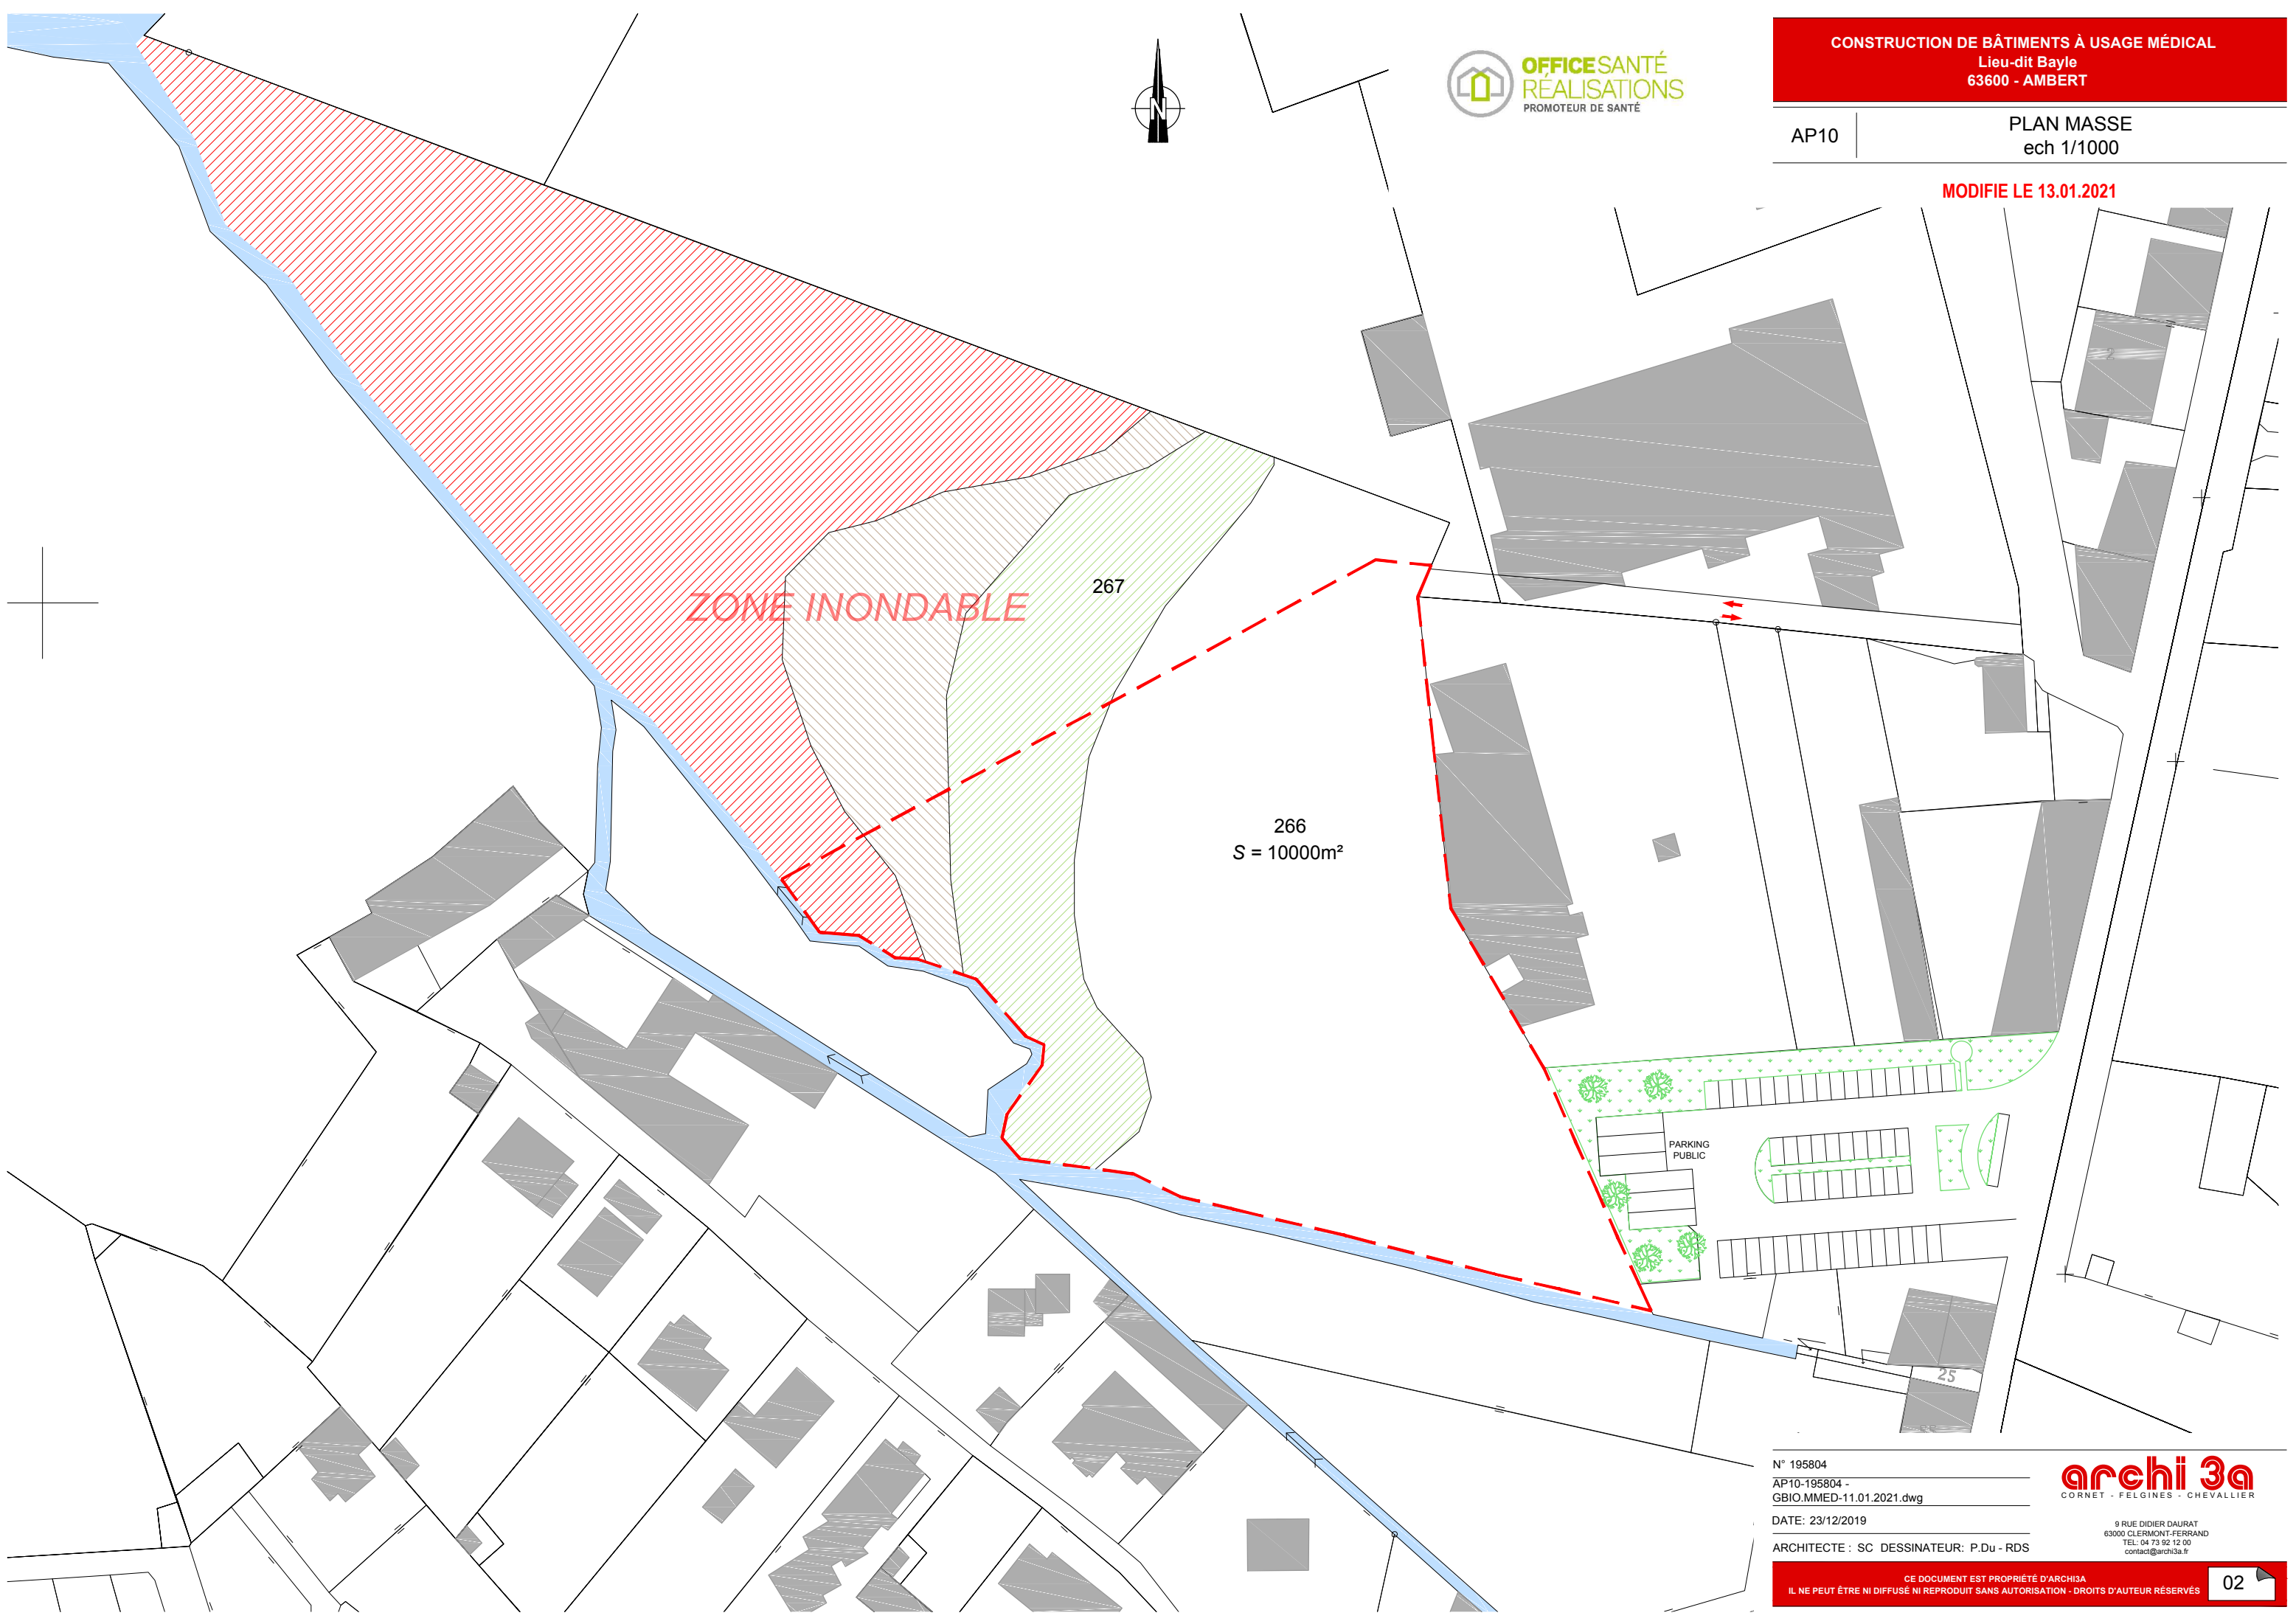 CONSTRUCTION DE BÂTIMENTS À USAGE MÉDICAL
Lieu-dit Bayle
63600 - AMBERT
OFFICE SANTÉ
RÉALISATIONS
PROMOTEUR DE SANTÉ
N
AP10
PLAN MASSE
ech 1/1000
MODIFIE LE 13.01.2021
2
267
ZONE INONDABLE
266
S = 10000m²
PARKING
PUBLIC
25
N° 195804
AP10-195804 -
GBIO.MMED-11.01.2021.dwg
DATE: 23/12/2019
ARCHITECTE : SC DESSINATEUR: P.Du - RDS
archi 3a
CORNET - FELGINES - CHEVALLIER
9 RUE DIDIER DAURAT
63000 CLERMONT-FERRAND
TEL: 04 73 92 12 00
contact@archi3a.fr
CE DOCUMENT EST PROPRIÉTÉ D'ARCHI3A
IL NE PEUT ÊTRE NI DIFFUSÉ NI REPRODUIT SANS AUTORISATION - DROITS D'AUTEUR RÉSERVÉS
02